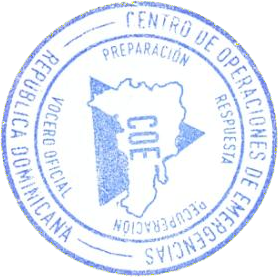 CENTRO DE OPERACIONES DE EMERGENCIAS
REPUBLICA DOMINICANA
PREPARACIÓN
RESPUESTA
RECUPERACIÓN
VOCERO OFICIAL
COE